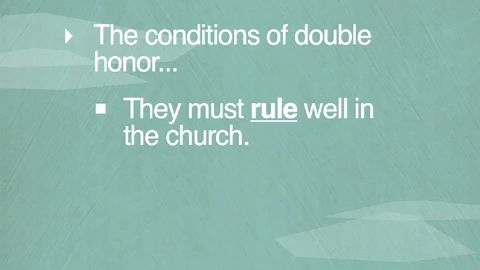 The conditions of double
honor...
They must rule well in
the church.